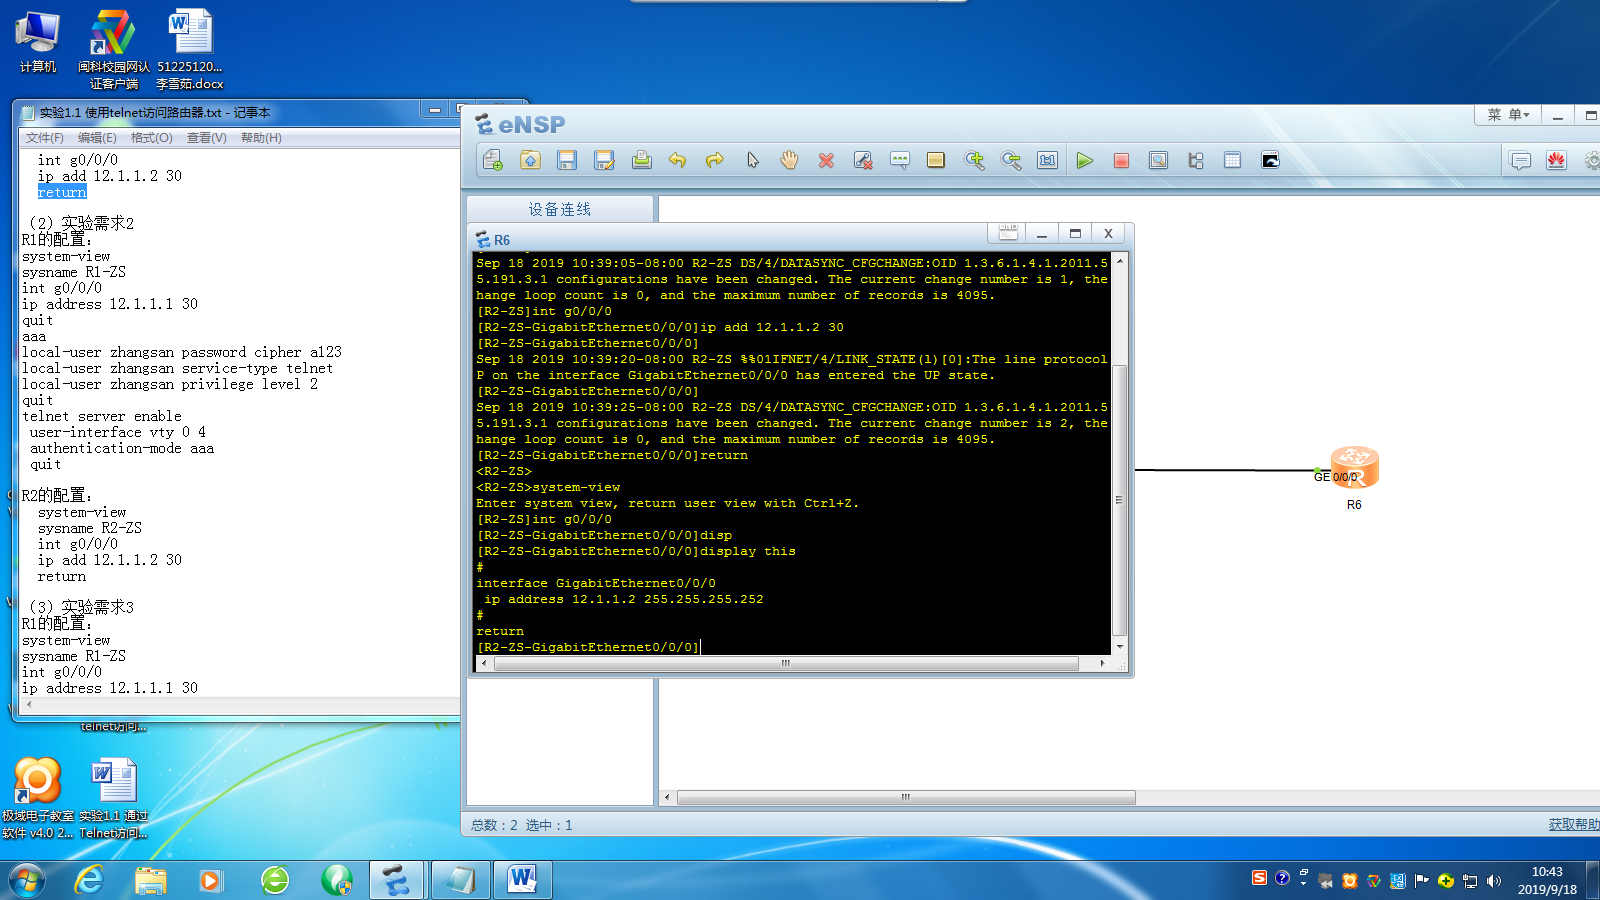 计算机
闽科校园网认
证客户端
51225120...
李雪茹.docx
实验1.1 使用telnet访问路由器.txt - 记事本
文件(F) 编辑(E) 格式(O) 查看(V) 帮助(H)
int g0/0/0
ip add 12.1.1.2 30
return
（2）实验需求2
R1的配置：
system-view
sysname R1-ZS
int g0/0/0
ip address 12.1.1.1 30
quit
aaa
local-user zhangsan password cipher a123
local-user zhangsan service-type telnet
local-user zhangsan privilege level 2
quit
telnet server enable
user-interface vty 0 4
authentication-mode aaa
quit
R2的配置：
system-view
sysname R2-ZS
int g0/0/0
ip add 12.1.1.2 30
return
（3）实验需求3
R1的配置：
system-view
sysname R1-ZS
int g0/0/0
ip address 12.1.1.1 30
telnet访问...
极域电子教室
软件 v4.0 2...
实验1.1 通过
Telnet访问...
eNSP
菜 单
设备连线
R6
Sep 18 2019 10:39:05-08:00 R2-ZS DS/4/DATASYNC_CFGCHANGE:OID 1.3.6.1.4.1.2011.5
5.191.3.1 configurations have been changed. The current change number is 1, the
hange loop count is 0, and the maximum number of records is 4095.
[R2-ZS]int g0/0/0
[R2-ZS-GigabitEthernet0/0/0]ip add 12.1.1.2 30
[R2-ZS-GigabitEthernet0/0/0]
Sep 18 2019 10:39:20-08:00 R2-ZS %%01IFNET/4/LINK_STATE(l)[0]:The line protocol
P on the interface GigabitEthernet0/0/0 has entered the UP state.
[R2-ZS-GigabitEthernet0/0/0]
Sep 18 2019 10:39:25-08:00 R2-ZS DS/4/DATASYNC_CFGCHANGE:OID 1.3.6.1.4.1.2011.5
5.191.3.1 configurations have been changed. The current change number is 2, the
hange loop count is 0, and the maximum number of records is 4095.
[R2-ZS-GigabitEthernet0/0/0]return
<R2-ZS>
<R2-ZS>system-view
Enter system view, return user view with Ctrl+Z.
[R2-ZS]int g0/0/0
[R2-ZS-GigabitEthernet0/0/0]disp
[R2-ZS-GigabitEthernet0/0/0]display this
#
interface GigabitEthernet0/0/0
ip address 12.1.1.2 255.255.255.252
#
return
[R2-ZS-GigabitEthernet0/0/0]
GE 0/0/0
R6
总数：2 选中：1
获取帮助
10:43
2019/9/18